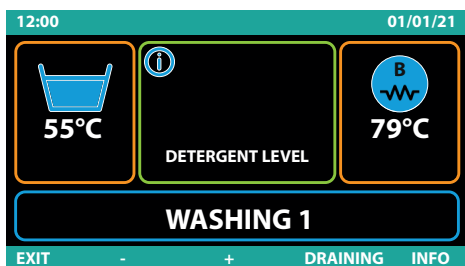 12:00 01/01/21
i
B
55°C 79°C
DETERGENT LEVEL
WASHING 1
EXIT - + DRAINING INFO